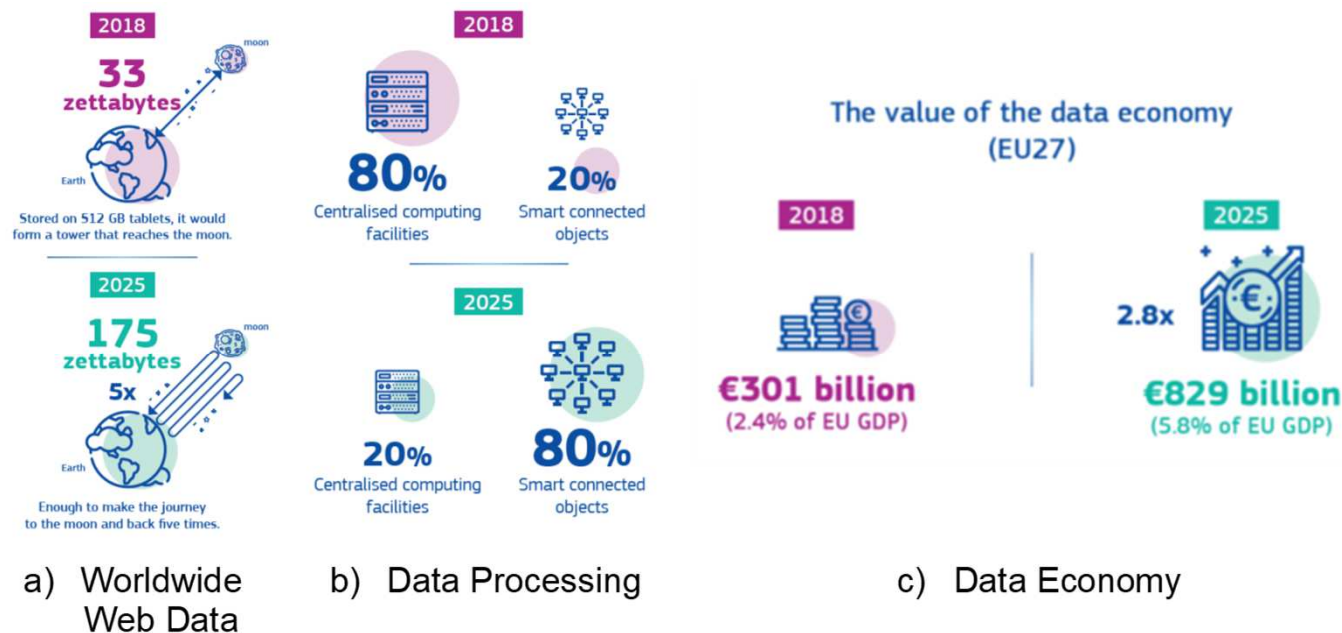 2018
moon
33
zettabytes
Earth
Stored on 512 GB tablets, it would
form a tower that reaches the moon.
2025
175
zettabytes
moon
5x
Earth
Enough to make the journey
to the moon and back five times.
a) Worldwide
Web Data
2018
80%
Centralised computing
facilities
20%
Smart connected
objects
2025
20%
Centralised computing
facilities
80%
Smart connected
objects
b) Data Processing
The value of the data economy
(EU27)
2018
€
€301 billion
(2.4% of EU GDP)
2025
2.8x
€
€829 billion
(5.8% of EU GDP)
c) Data Economy